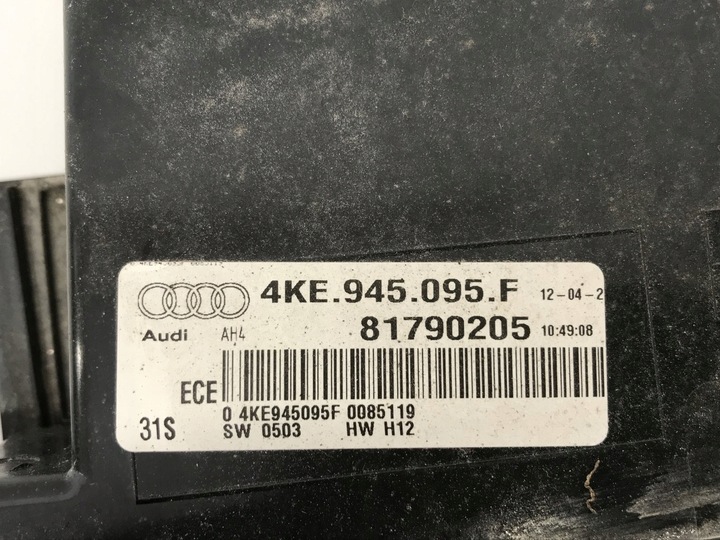 4KE.945.095.F 12-04-2
Audi AH4 81790205 10:49:08
ECE
0 4KE945095F 0085119
31S SW 0503 HW H12